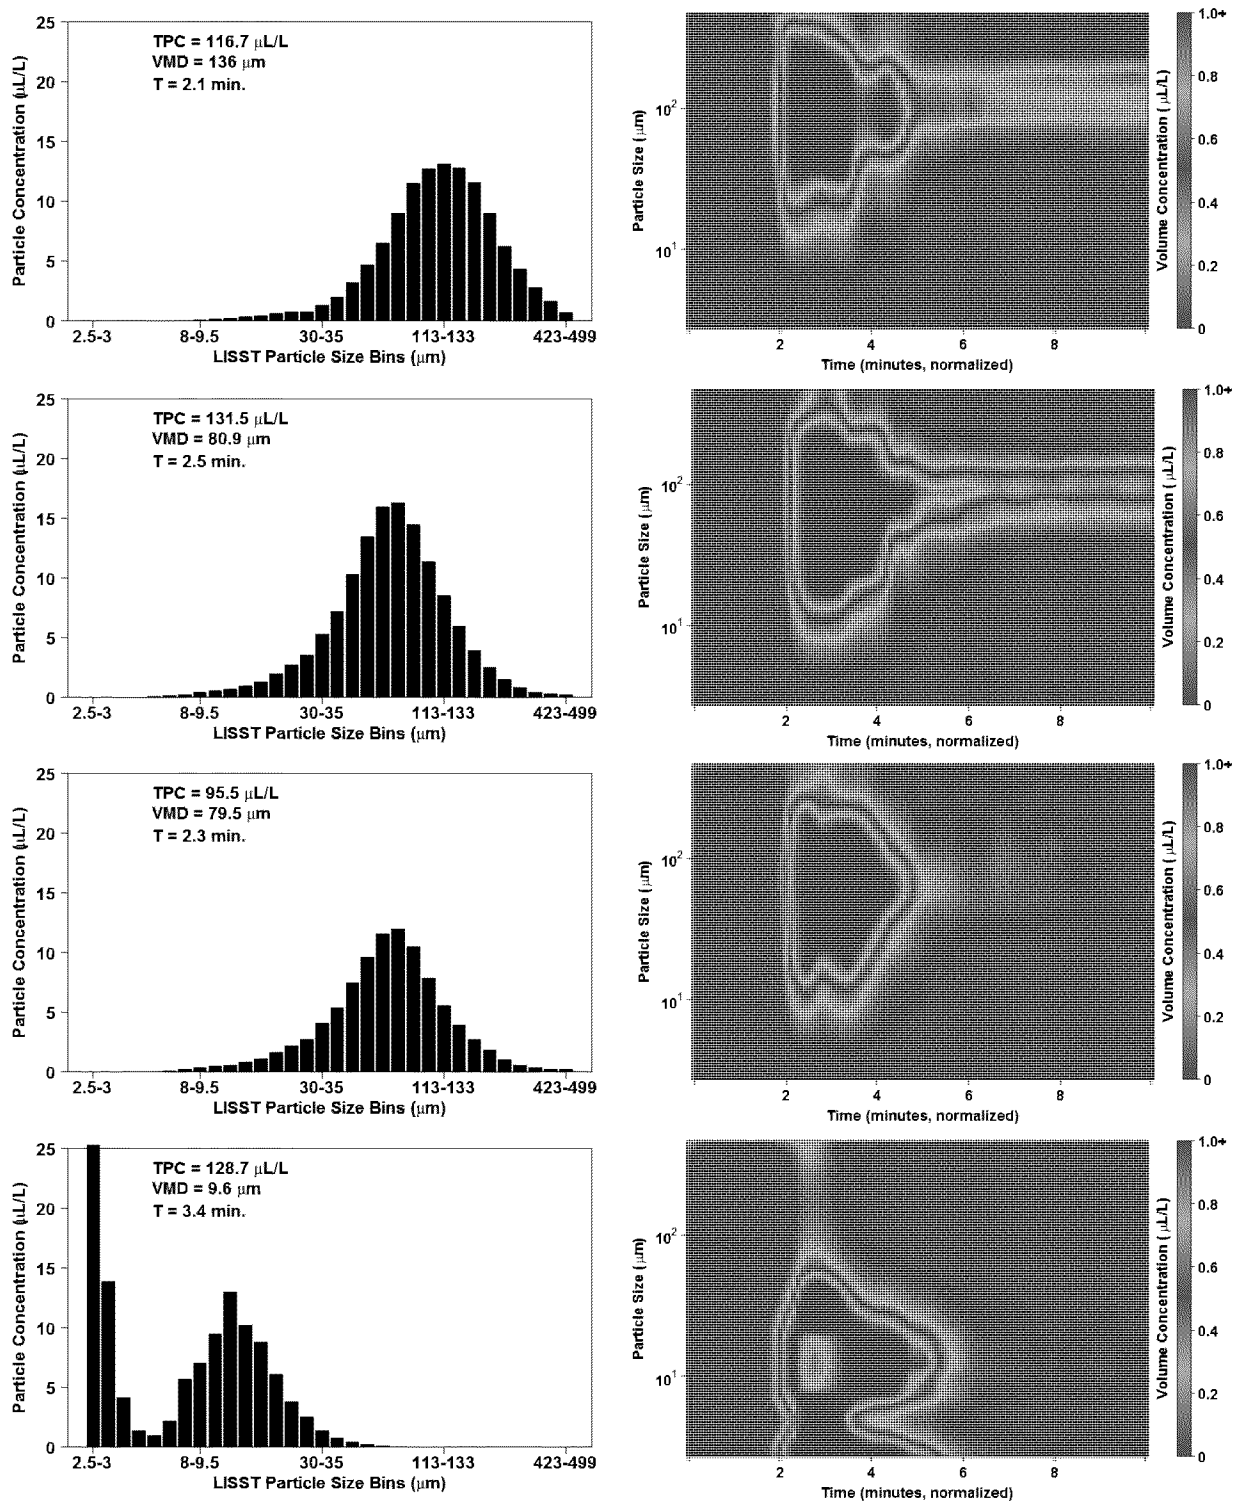 25
20
15
10
5
0
Particle Concentration (µL/L)
TPC = 116.7 µL/L
VMD = 136 µm
T = 2.1 min.
2.5-3 8-9.5 30-35 113-133 423-499
LISST Particle Size Bins (µm)
Particle Size (µm)
10²
10¹
2 4 6 8
Time (minutes, normalized)
Volume Concentration ( µL/L)
1.0+
0.8
0.6
0.4
0.2
0
25
20
15
10
5
0
Particle Concentration (µL/L)
TPC = 131.5 µL/L
VMD = 80.9 µm
T = 2.5 min.
2.5-3 8-9.5 30-35 113-133 423-499
LISST Particle Size Bins (µm)
Particle Size (µm)
10²
10¹
2 4 6 8
Time (minutes, normalized)
Volume Concentration ( µL/L)
1.0+
0.8
0.6
0.4
0.2
0
25
20
15
10
5
0
Particle Concentration (µL/L)
TPC = 95.5 µL/L
VMD = 79.5 µm
T = 2.3 min.
2.5-3 8-9.5 30-35 113-133 423-499
LISST Particle Size Bins (µm)
Particle Size (µm)
10²
10¹
2 4 6 8
Time (minutes, normalized)
Volume Concentration ( µL/L)
1.0+
0.8
0.6
0.4
0.2
0
25
20
15
10
5
0
Particle Concentration (µL/L)
TPC = 128.7 µL/L
VMD = 9.6 µm
T = 3.4 min.
2.5-3 8-9.5 30-35 113-133 423-499
LISST Particle Size Bins (µm)
Particle Size (µm)
10²
10¹
2 4 6 8
Time (minutes, normalized)
Volume Concentration ( µL/L)
1.0+
0.8
0.6
0.4
0.2
0